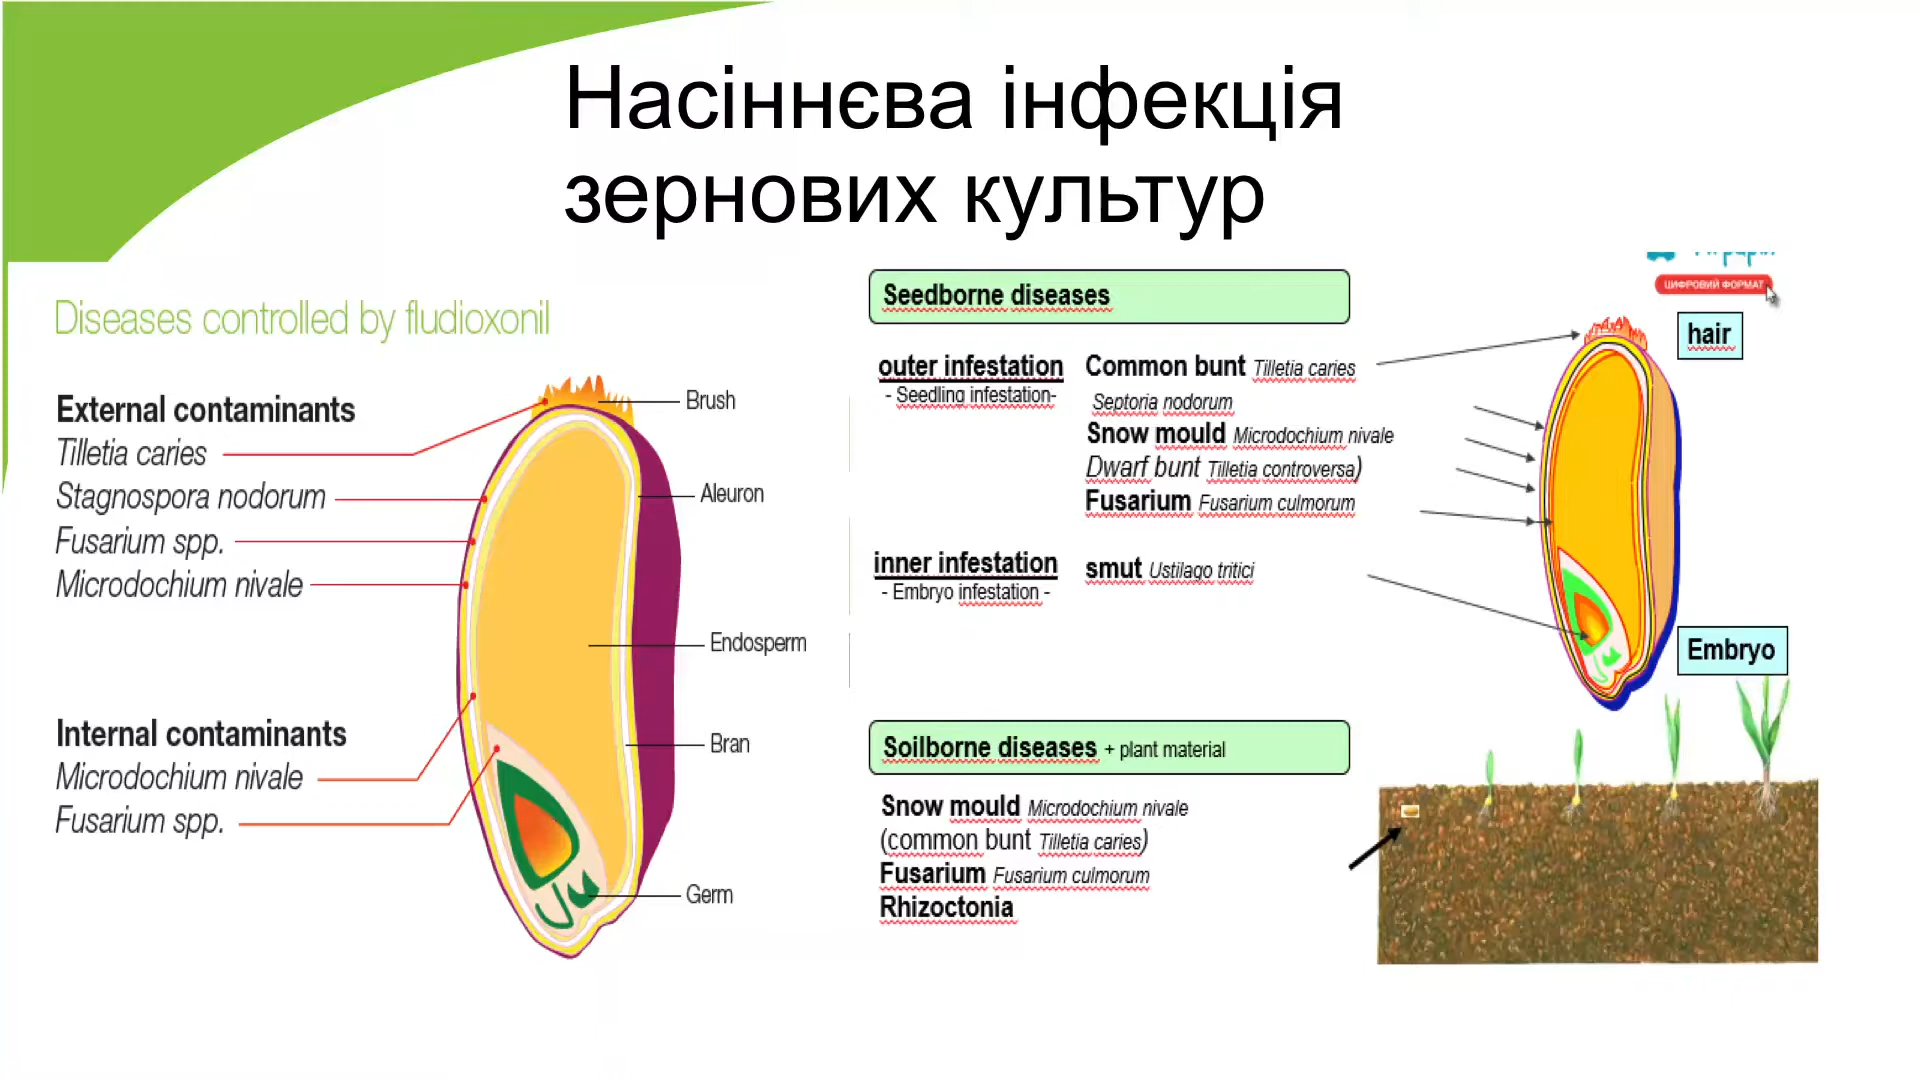 Насіннєва інфекція
зернових культур
Diseases controlled by fludioxonil
External contaminants
Tilletia caries
Stagnospora nodorum
Fusarium spp.
Microdochium nivale
Internal contaminants
Microdochium nivale
Fusarium spp.
Brush
Aleuron
Endosperm
Bran
Germ
Seedborne diseases
outer infestation
- Seedling infestation-
Common bunt Tilletia caries
Septoria nodorum
Snow mould Microdochium nivale
Dwarf bunt Tilletia controversa)
Fusarium Fusarium culmorum
inner infestation
- Embryo infestation -
smut Ustilago tritici
ЦИФРОВИЙ ФОРМАТ
hair
Embryo
Soilborne diseases + plant material
Snow mould Microdochium nivale
(common bunt Tilletia caries)
Fusarium Fusarium culmorum
Rhizoctonia